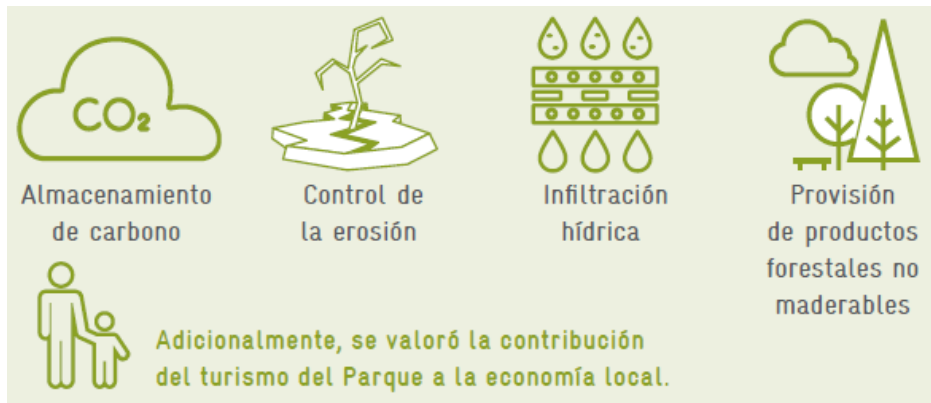 CO₂
Almacenamiento
de carbono
Control de
la erosión
Infiltración
hídrica
Provisión
de productos
forestales no
maderables
Adicionalmente, se valoró la contribución
del turismo del Parque a la economía local.